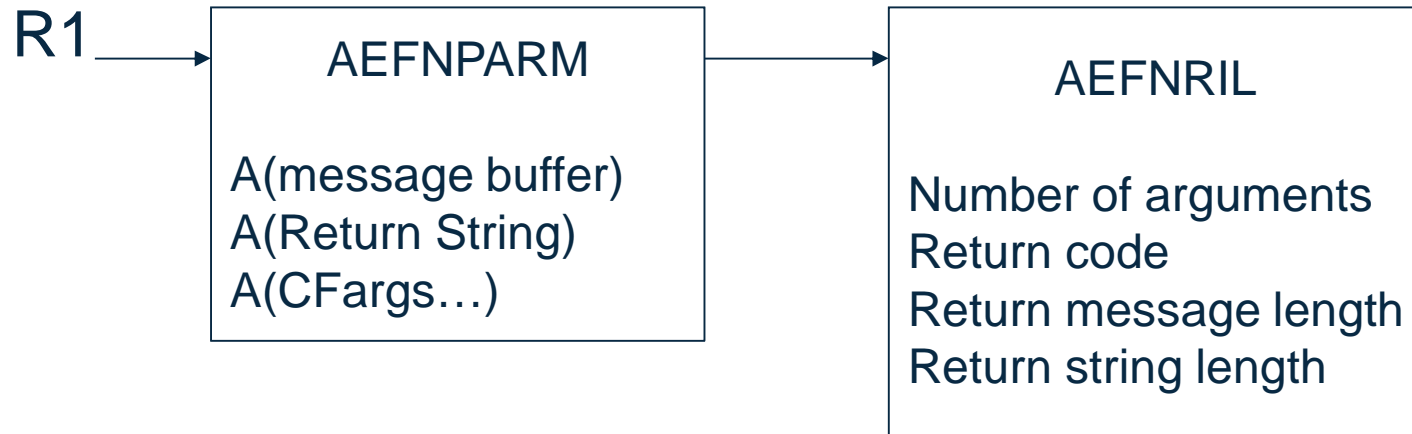 R1
AEFNPARM
A(message buffer)
A(Return String)
A(CFargs…)
AEFNRIL
Number of arguments
Return code
Return message length
Return string length